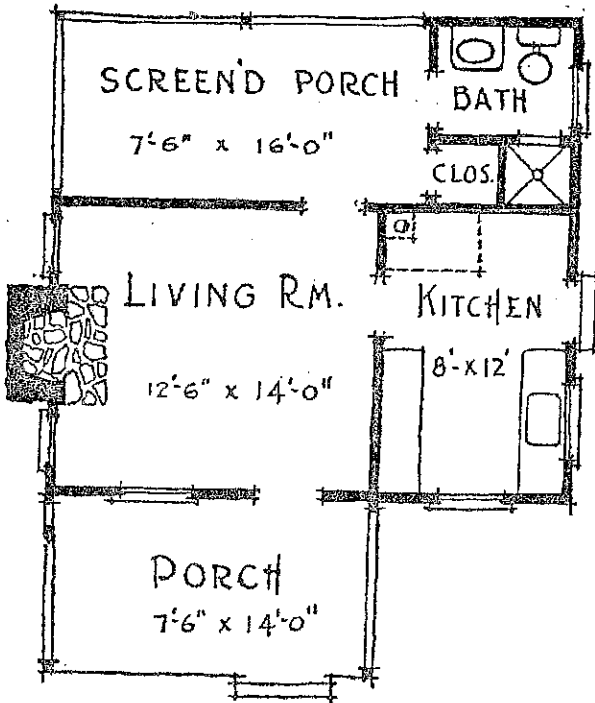 SCREEN'D PORCH
7'-6" x 16'-0"
BATH
CLOS.
LIVING RM.
12'-6" x 14'-0"
KITCHEN
8'-x12'
PORCH
7'-6" x 14'-0"